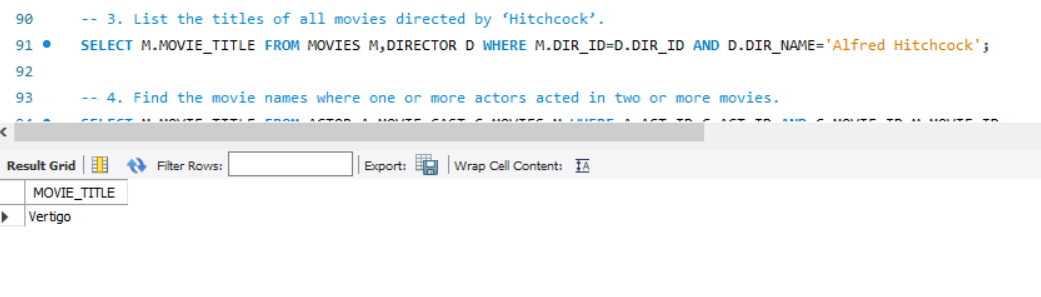 90 -- 3. List the titles of all movies directed by ‘Hitchcock’.
91 SELECT M.MOVIE_TITLE FROM MOVIES M,DIRECTOR D WHERE M.DIR_ID=D.DIR_ID AND D.DIR_NAME='Alfred Hitchcock';
92
93 -- 4. Find the movie names where one or more actors acted in two or more movies.
Result Grid Filter Rows: Export: Wrap Cell Content: IA
MOVIE_TITLE
Vertigo